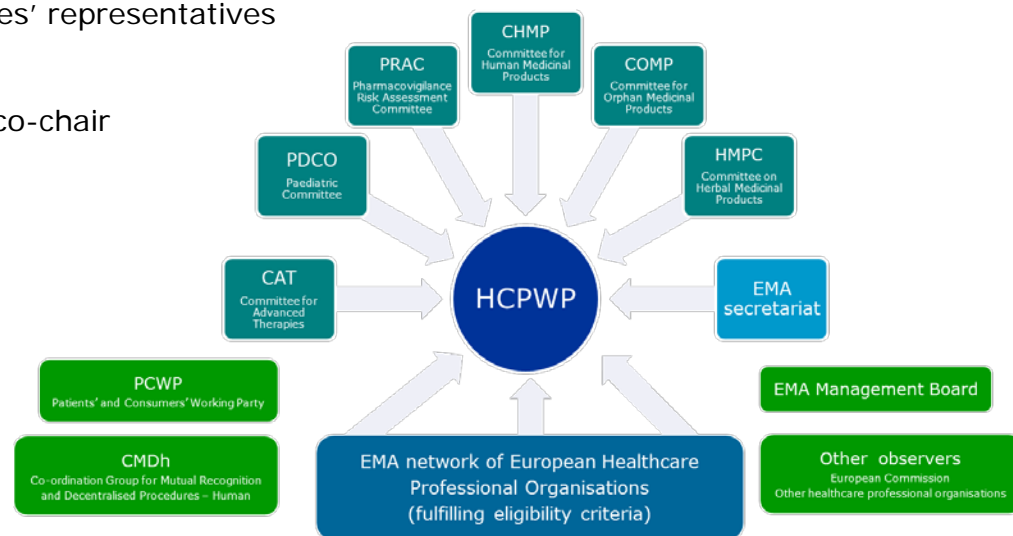 es' representatives
co-chair
CHMP
Committee for
Human Medicinal
Products
PRAC
Pharmacovigilance
Risk Assessment
Committee
COMP
Committee for
Orphan Medicinal
Products
PDCO
Paediatric
Committee
HMPC
Committee on
Herbal Medicinal
Products
CAT
Committee for
Advanced
Therapies
HCPWP
EMA
secretariat
PCWP
Patients' and Consumers' Working Party
EMA Management Board
CMDh
Co-ordination Group for Mutual Recognition
and Decentralised Procedures – Human
EMA network of European Healthcare
Professional Organisations
(fulfilling eligibility criteria)
Other observers
European Commission
Other healthcare professional organisations